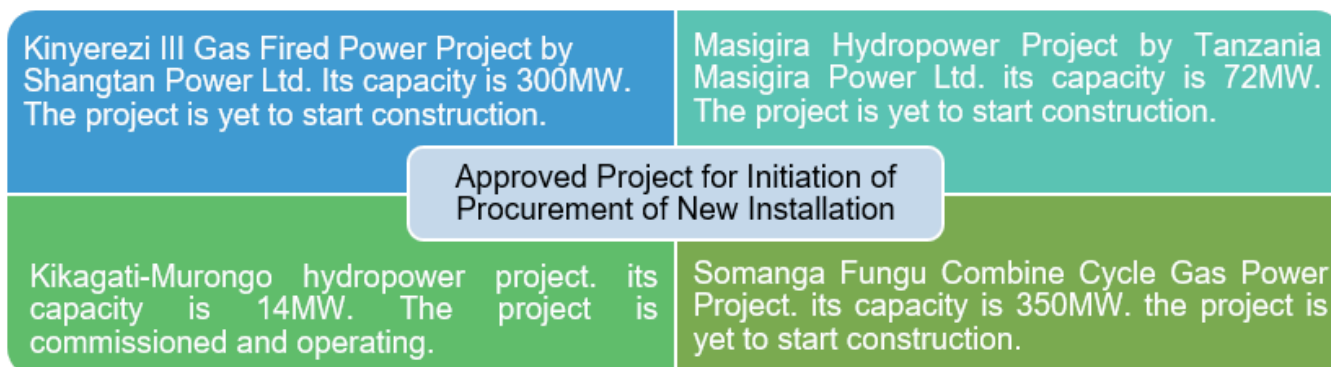 Kinyerezi III Gas Fired Power Project by
Shangtan Power Ltd. Its capacity is 300MW.
The project is yet to start construction.
Masigira Hydropower Project by Tanzania
Masigira Power Ltd. its capacity is 72MW.
The project is yet to start construction.
Approved Project for Initiation of
Procurement of New Installation
Kikagati-Murongo hydropower project. its
capacity is 14MW. The project is
commissioned and operating.
Somanga Fungu Combine Cycle Gas Power
Project. its capacity is 350MW. the project is
yet to start construction.